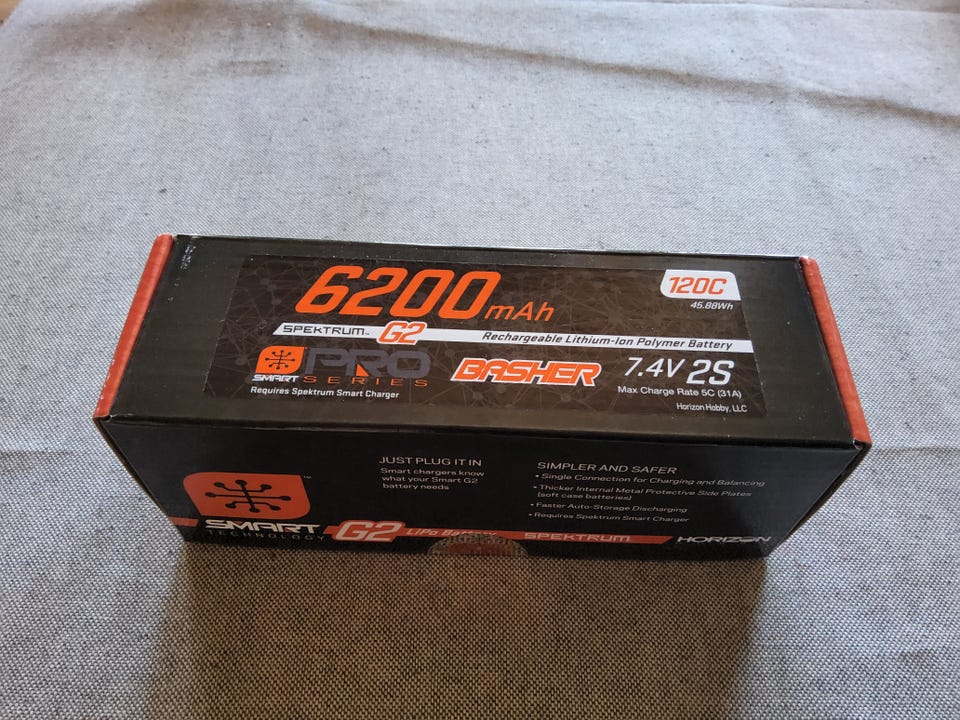 6200mAh
120C
45.88Wh
SPEKTRUM™ G2
Rechargeable Lithium-Ion Polymer Battery
SMART
PRO
SERIES
Requires Spektrum Smart Charger
BASHER
7.4V 2S
Max Charge Rate 5C (31A)
Horizon Hobby, LLC
JUST PLUG IT IN
Smart chargers know
what your Smart G2
battery needs
SIMPLER AND SAFER
• Single Connection for Charging and Balancing
• Thicker Internal Metal Protective Side Plates
(soft case batteries)
• Faster Auto-Storage Discharging
• Requires Spektrum Smart Charger
™
SMART
TECHNOLOGY
G2
LiPo
SPEKTRUM
HORIZON